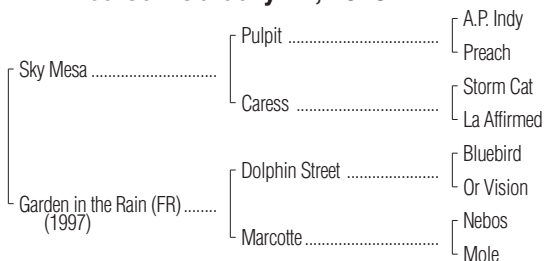 A.P. Indy
Pulpit
Preach
Sky Mesa
Storm Cat
Caress
La Affirmed
Bluebird
Dolphin Street
Or Vision
Garden in the Rain (FR)
(1997)
Nebos
Marcotte
Mole